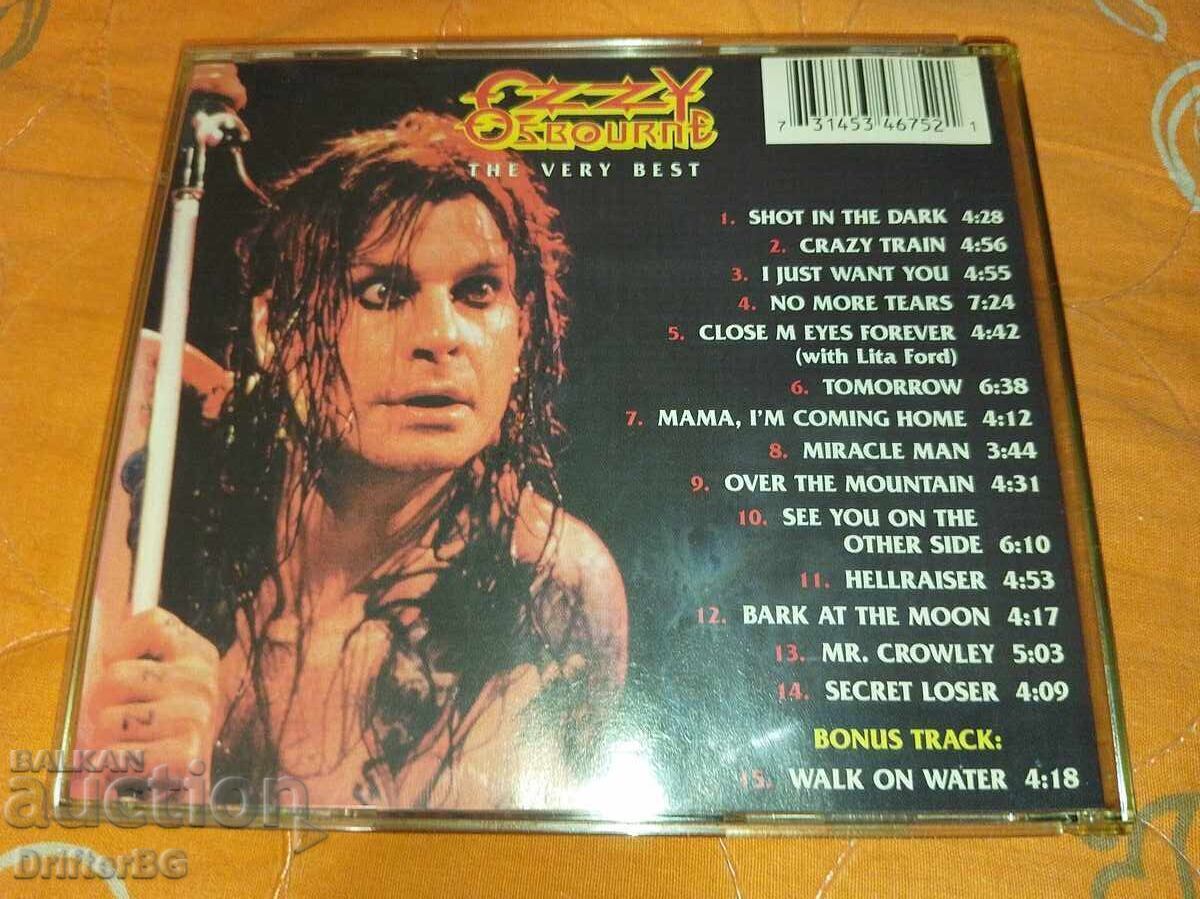 OZZY
OSBOURNE
THE VERY BEST
7 31453 46752 1
1. SHOT IN THE DARK 4:28
2. CRAZY TRAIN 4:56
3. I JUST WANT YOU 4:55
4. NO MORE TEARS 7:24
5. CLOSE M EYES FOREVER 4:42
(with Lita Ford)
6. TOMORROW 6:38
7. MAMA, I'M COMING HOME 4:12
8. MIRACLE MAN 3:44
9. OVER THE MOUNTAIN 4:31
10. SEE YOU ON THE
OTHER SIDE 6:10
11. HELLRAISER 4:53
12. BARK AT THE MOON 4:17
13. MR. CROWLEY 5:03
14. SECRET LOSER 4:09
BONUS TRACK:
15. WALK ON WATER 4:18
BALKAN
auction
DrifterBG